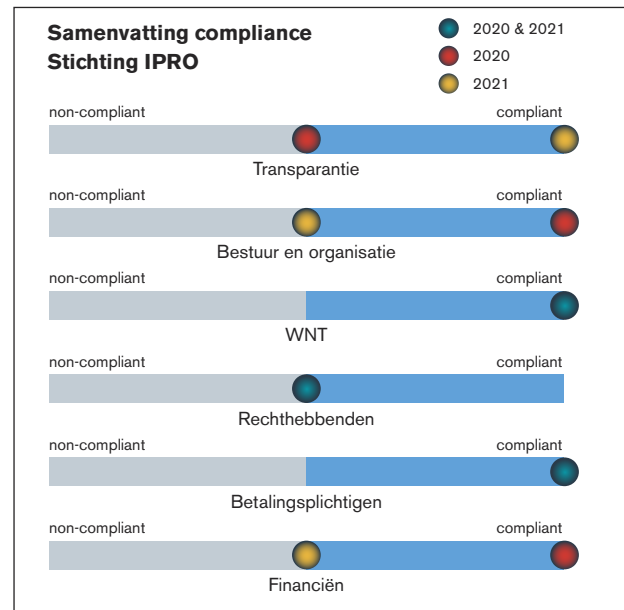 Samenvatting compliance
Stichting IPRO
2020 & 2021
2020
2021
non-compliant compliant
Transparantie
non-compliant compliant
Bestuur en organisatie
non-compliant compliant
WNT
non-compliant compliant
Rechthebbenden
non-compliant compliant
Betalingsplichtigen
non-compliant compliant
Financiën